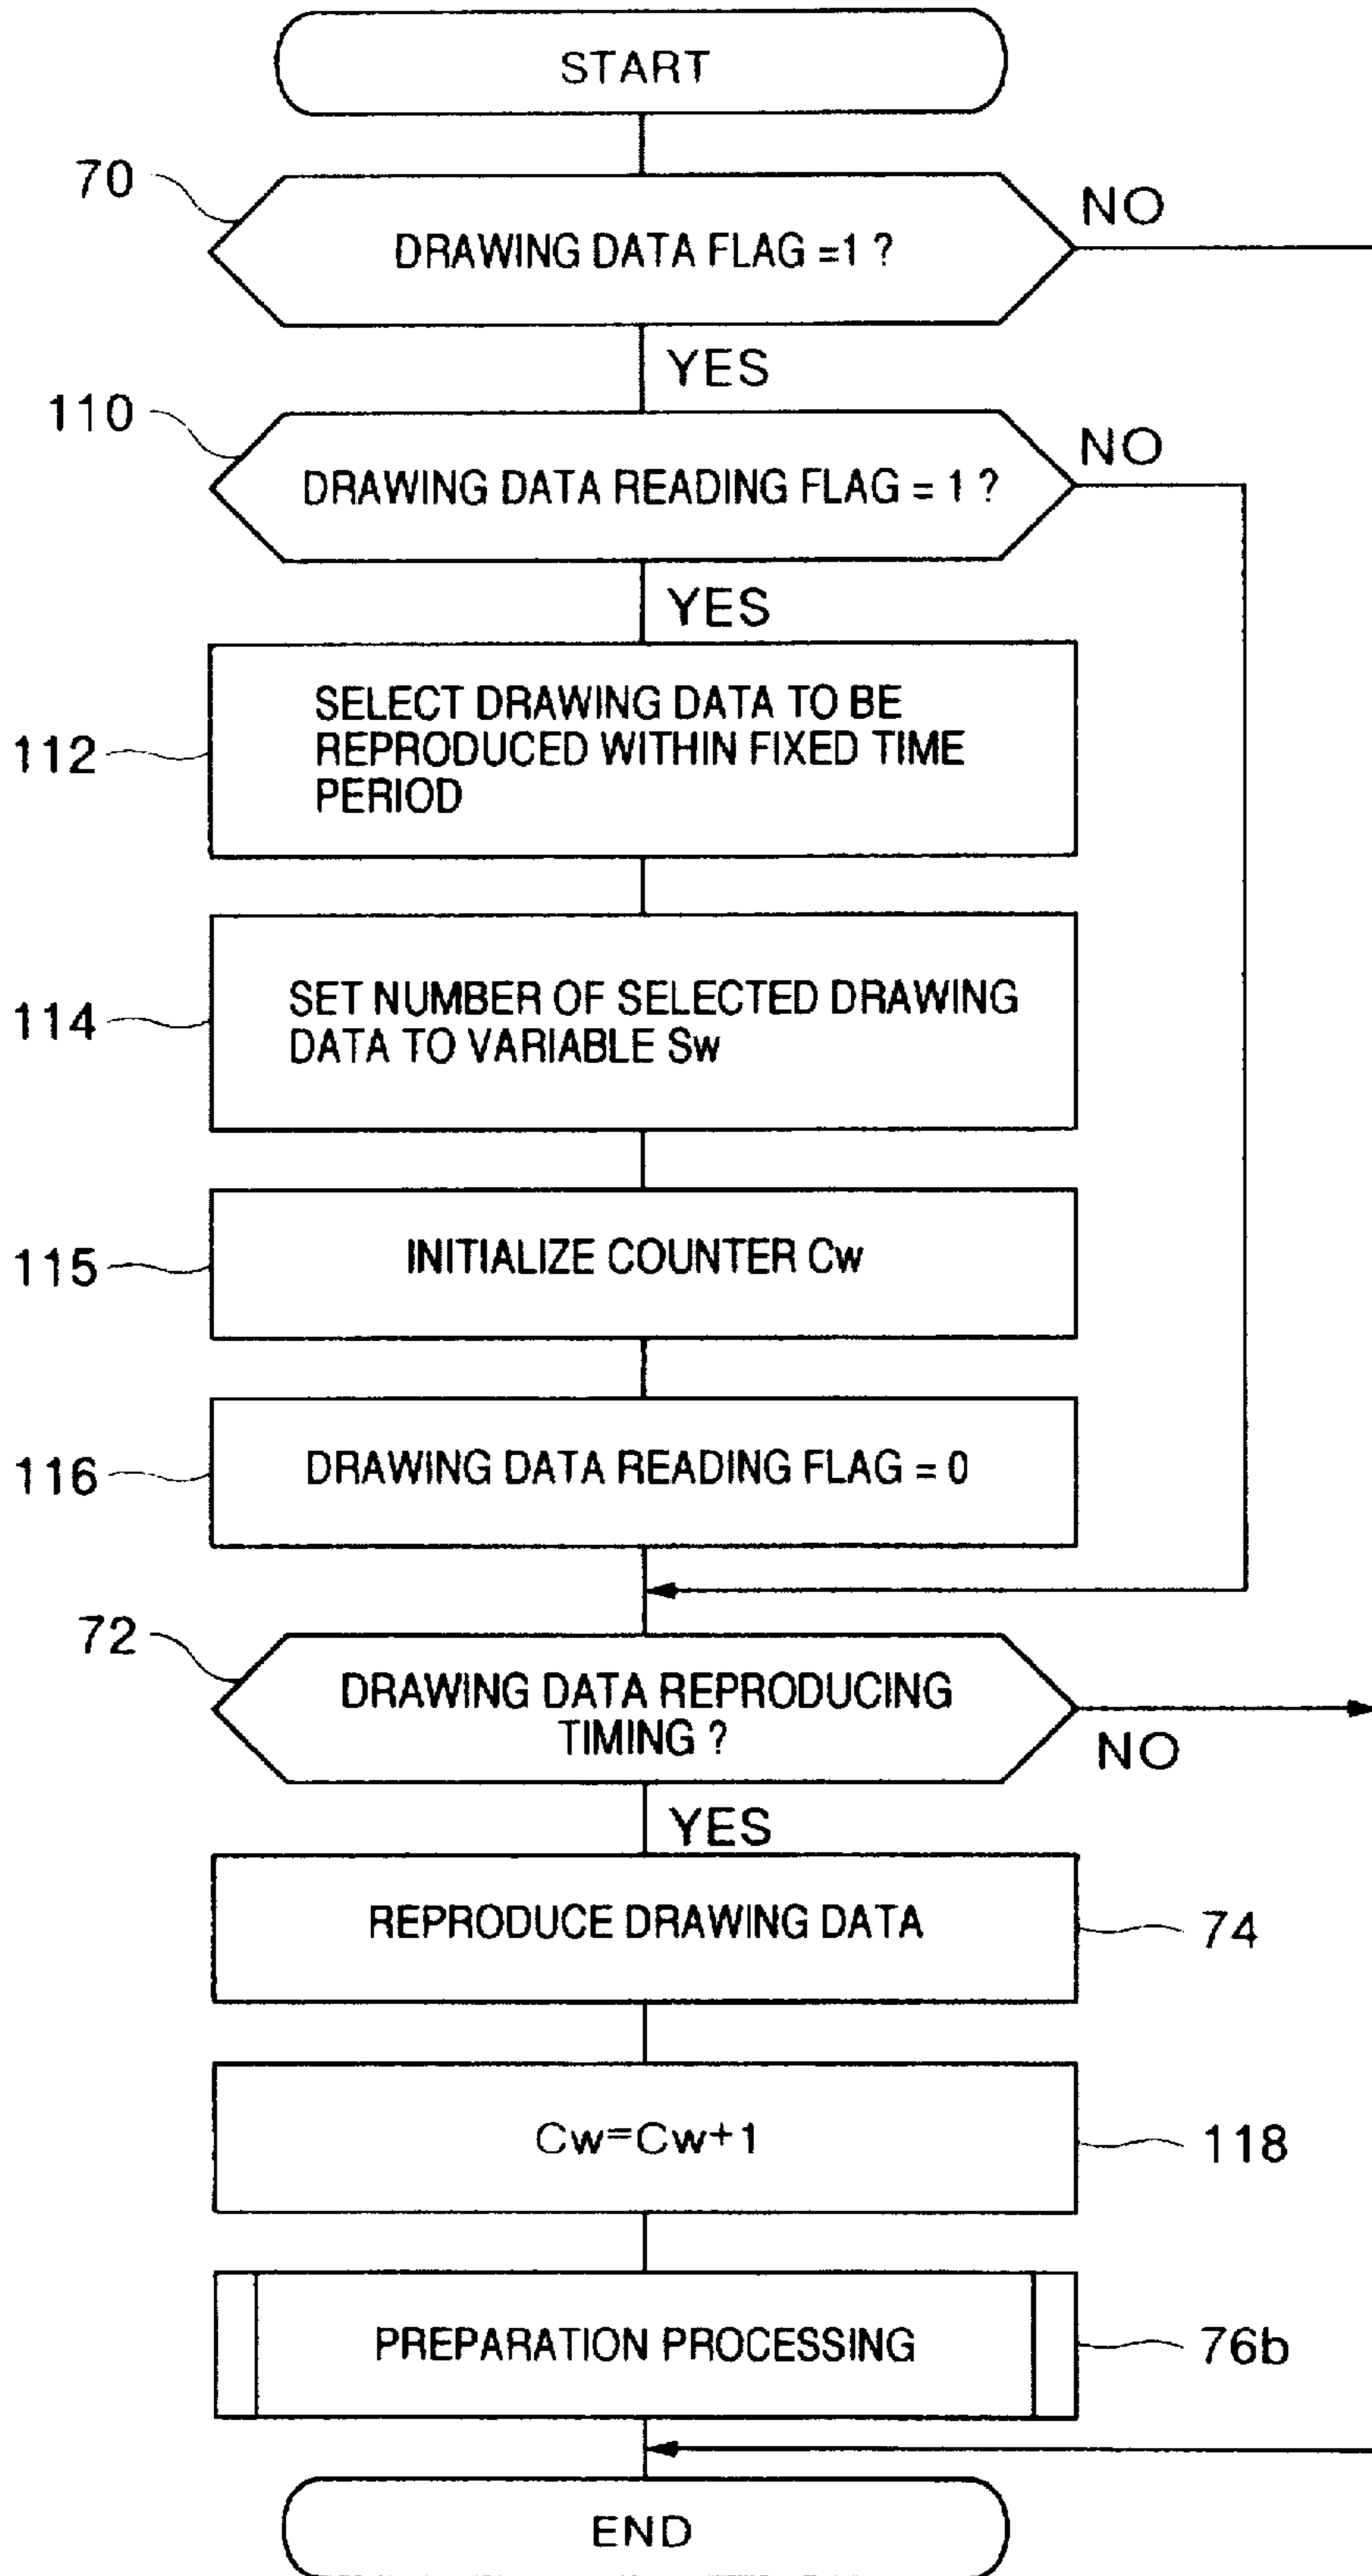 START
70
DRAWING DATA FLAG =1 ?
NO
YES
110
DRAWING DATA READING FLAG = 1 ?
NO
YES
112
SELECT DRAWING DATA TO BE
REPRODUCED WITHIN FIXED TIME
PERIOD
114
SET NUMBER OF SELECTED DRAWING
DATA TO VARIABLE Sw
115
INITIALIZE COUNTER Cw
116
DRAWING DATA READING FLAG = 0
72
DRAWING DATA REPRODUCING
TIMING ?
NO
YES
REPRODUCE DRAWING DATA
74
Cw=Cw+1
118
PREPARATION PROCESSING
76b
END